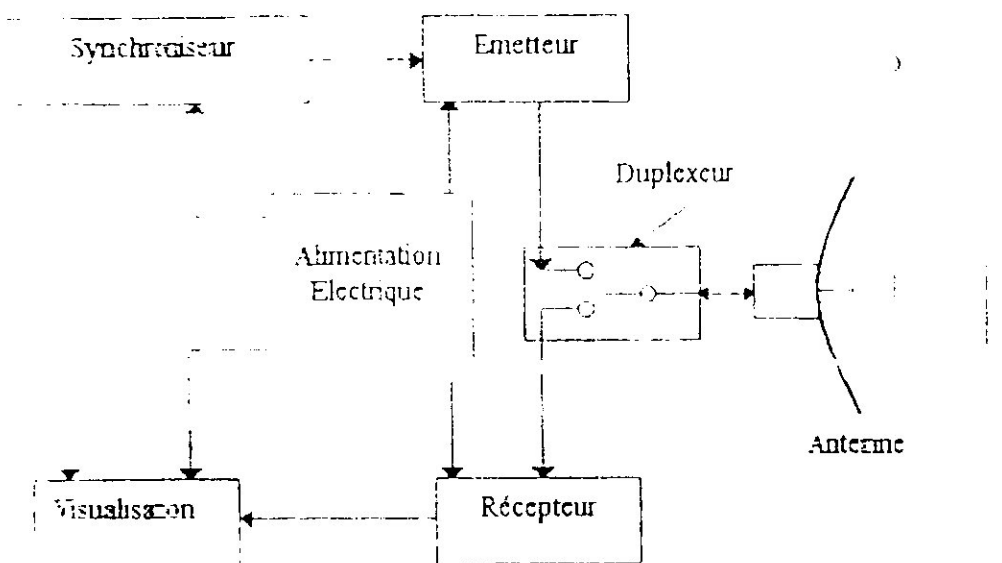 Synchroniseur
Emetteur
Duplexeur
Alimentation
Electrique
Antenne
Visualisation
Récepteur